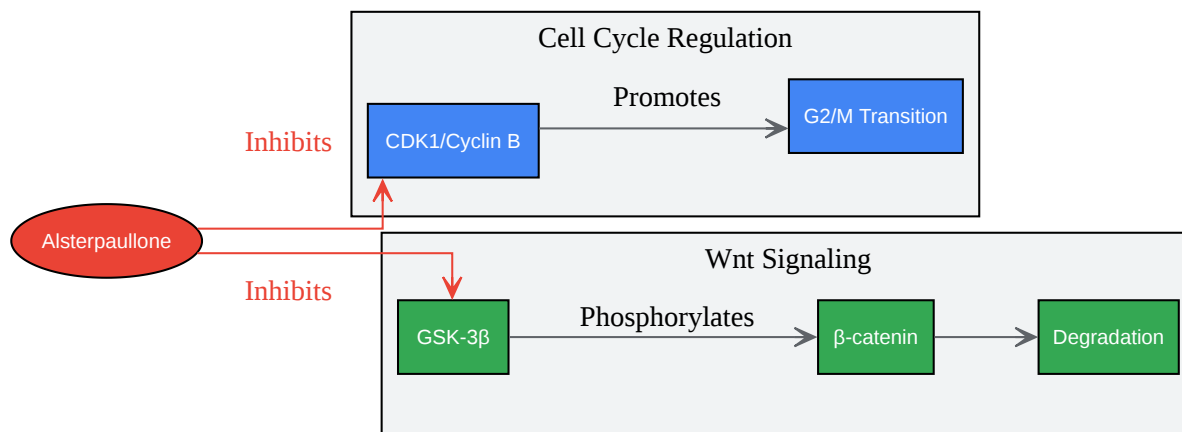 Cell Cycle Regulation
Promotes
G2/M Transition
CDK1/Cyclin B
Inhibits
Alsterpaullone
Inhibits
Wnt Signaling
Phosphorylates
GSK-3β
β-catenin
Degradation